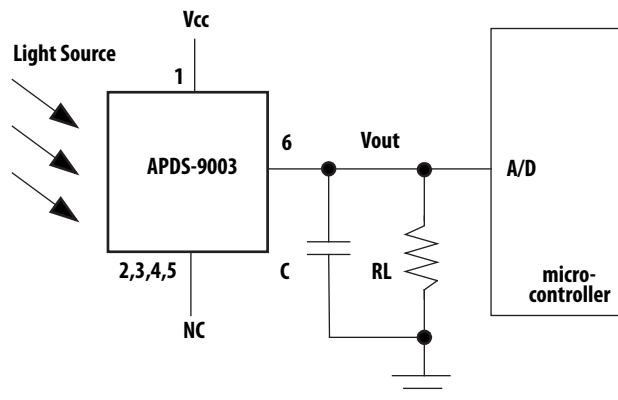 Vcc
Light Source
1
6
Vout
APDS-9003
A/D
2,3,4,5
C
RL
micro-
controller
NC